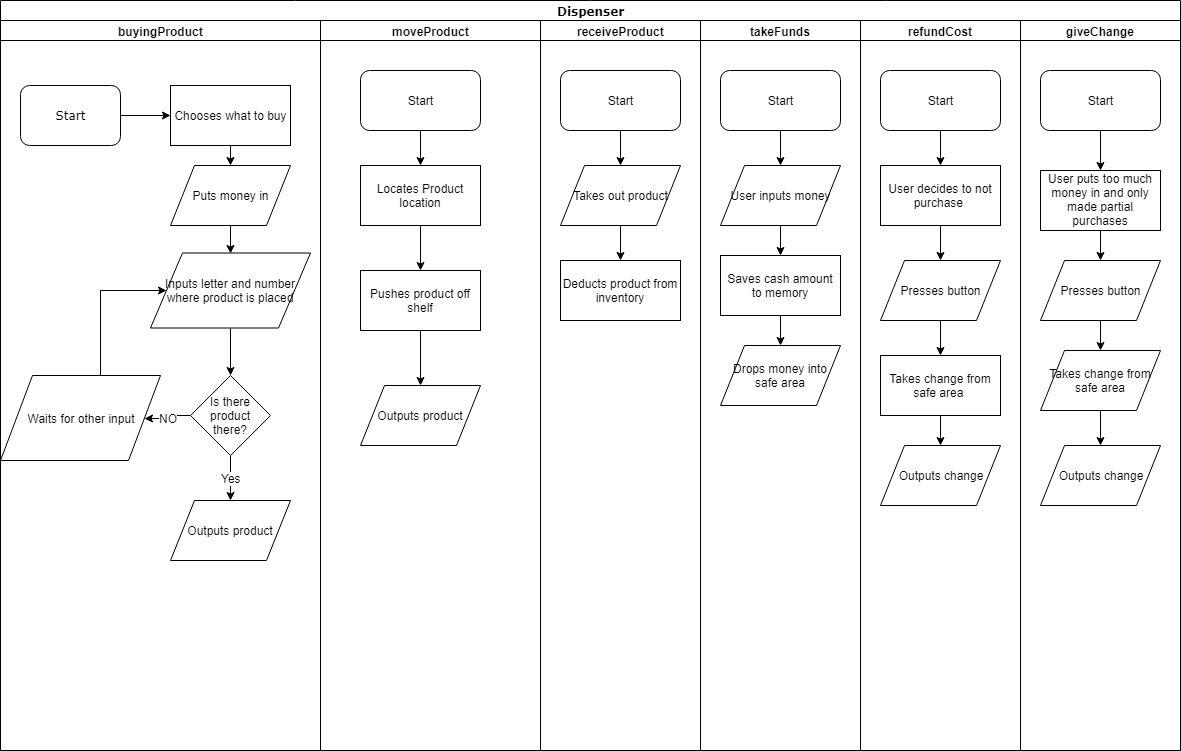 Dispenser
buyingProduct
moveProduct
receiveProduct
takeFunds
refundCost
giveChange
Start
Chooses what to buy
Puts money in
Inputs letter and number
where product is placed
Is there
product
there?
NO
Waits for other input
Yes
Outputs product
Start
Locates Product
location
Pushes product off
shelf
Outputs product
Start
Takes out product
Deducts product from
inventory
Start
User inputs money
Saves cash amount
to memory
Drops money into
safe area
Start
User decides to not
purchase
Presses button
Takes change from
safe area
Outputs change
Start
User puts too much
money in and only
made partial
purchases
Presses button
Takes change from
safe area
Outputs change